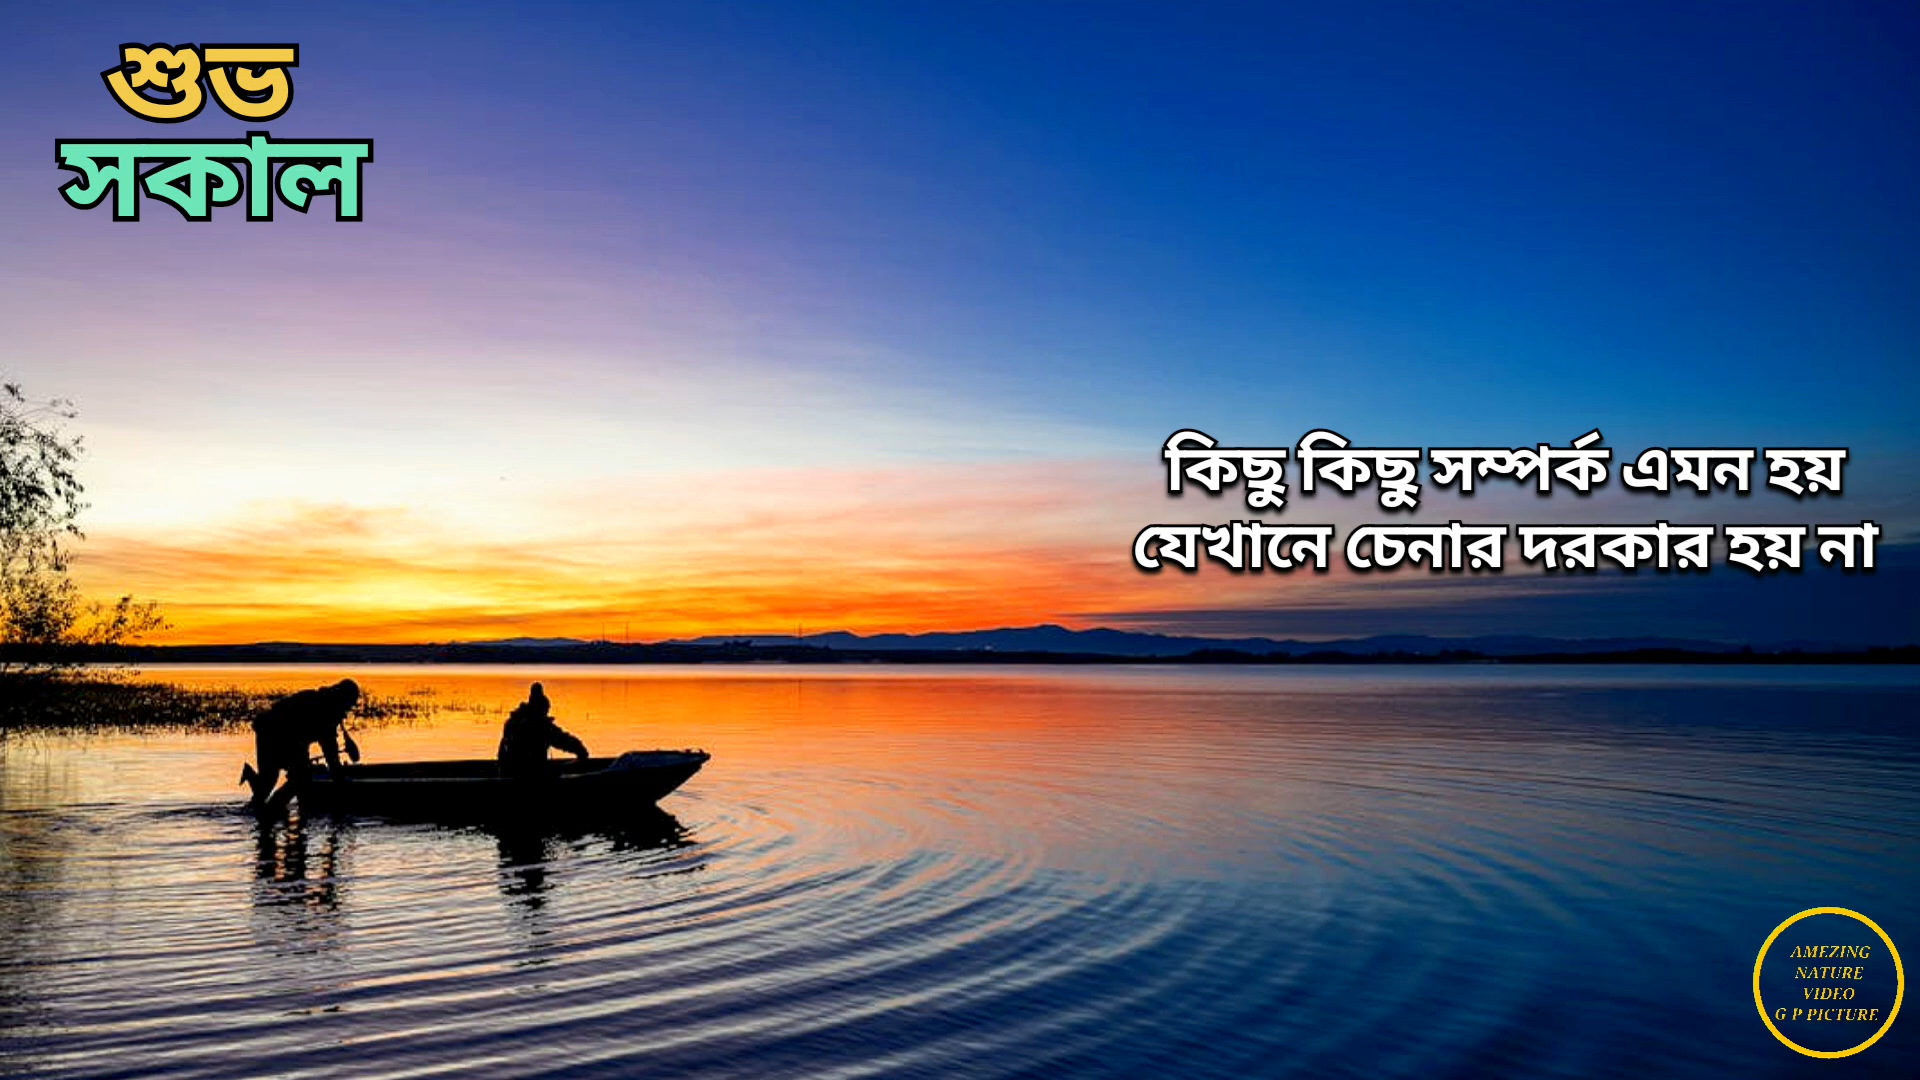 শুভ
সকাল
কিছু কিছু সম্পর্ক এমন হয়
যেখানে চেনার দরকার হয় না
AMEZING
NATURE
VIDEO
G P PICTURE